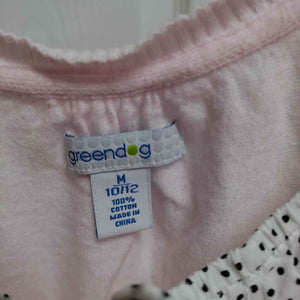 greendog
M
10/12
100%
COTTON
MADE IN
CHINA